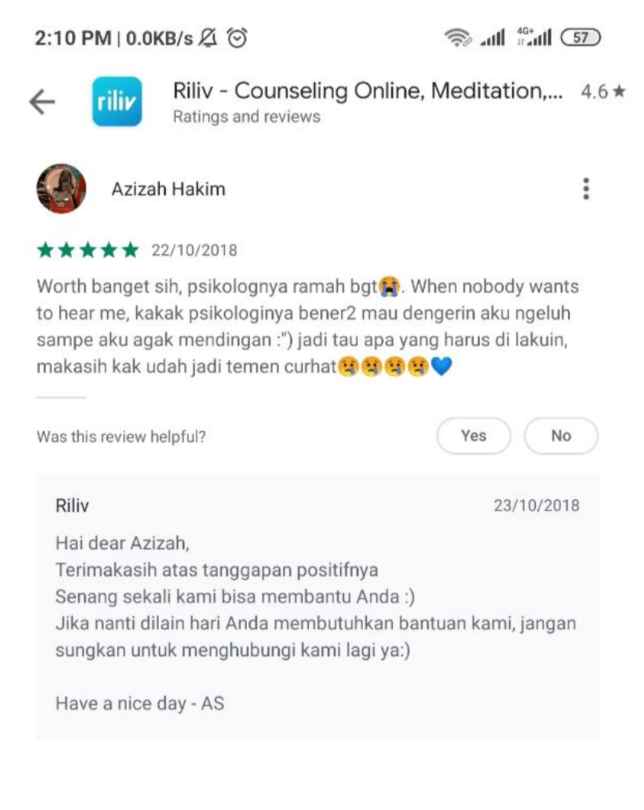 2:10 PM | 0.0KB/s
4G+
57
riliv
Riliv - Counseling Online, Meditation,... 4.6★
Ratings and reviews
Azizah Hakim
★★★★★ 22/10/2018
Worth banget sih, psikolognya ramah bgt😭. When nobody wants
to hear me, kakak psikologinya bener2 mau dengerin aku ngeluh
sampe aku agak mendingan :") jadi tau apa yang harus di lakuin,
makasih kak udah jadi temen curhat😢😢😢😢💙
Was this review helpful?
Yes
No
Riliv 23/10/2018
Hai dear Azizah,
Terimakasih atas tanggapan positifnya
Senang sekali kami bisa membantu Anda :)
Jika nanti dilain hari Anda membutuhkan bantuan kami, jangan
sungkan untuk menghubungi kami lagi ya:)
Have a nice day - AS